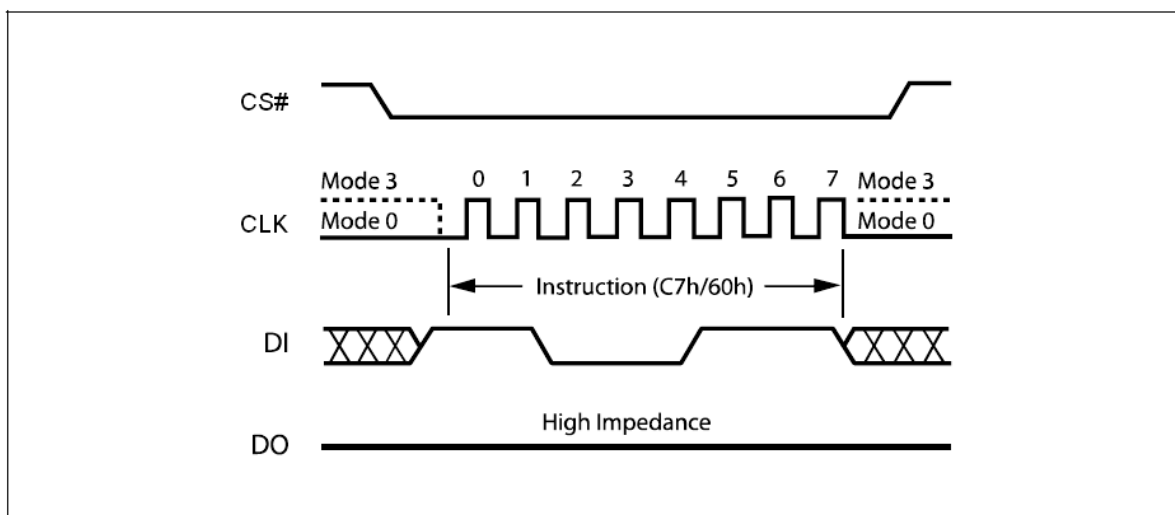 CS#
Mode 3 0 1 2 3 4 5 6 7 Mode 3
CLK Mode 0 Mode 0
Instruction (C7h/60h)
DI
High Impedance
DO